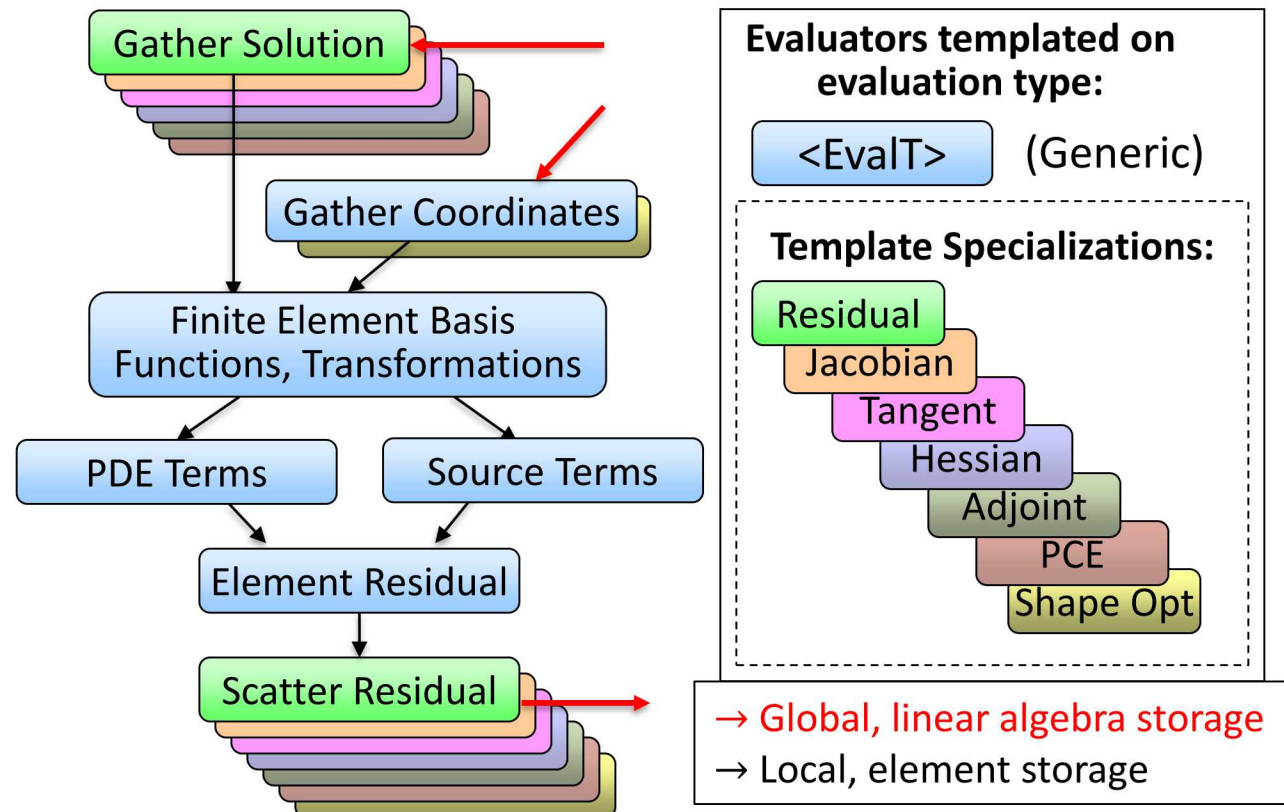 Gather Solution
Gather Coordinates
Finite Element Basis
Functions, Transformations
PDE Terms
Source Terms
Element Residual
Scatter Residual
Evaluators templated on
evaluation type:
<EvalT>
(Generic)
Template Specializations:
Residual
Jacobian
Tangent
Hessian
Adjoint
PCE
Shape Opt
→ Global, linear algebra storage
→ Local, element storage